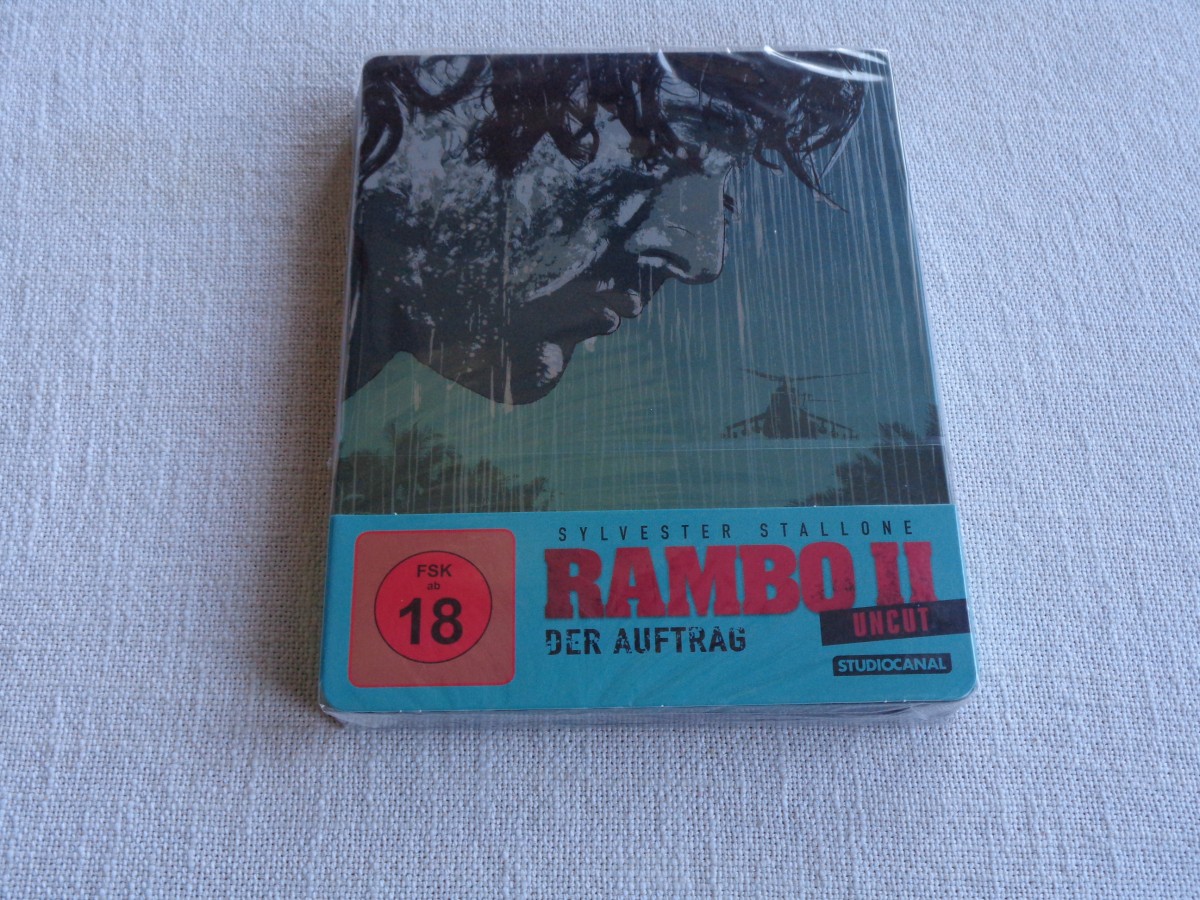 SYLVESTER STALLONE
RAMBO II
UNCUT
DER AUFTRAG
STUDIOCANAL
FSK
ab
18